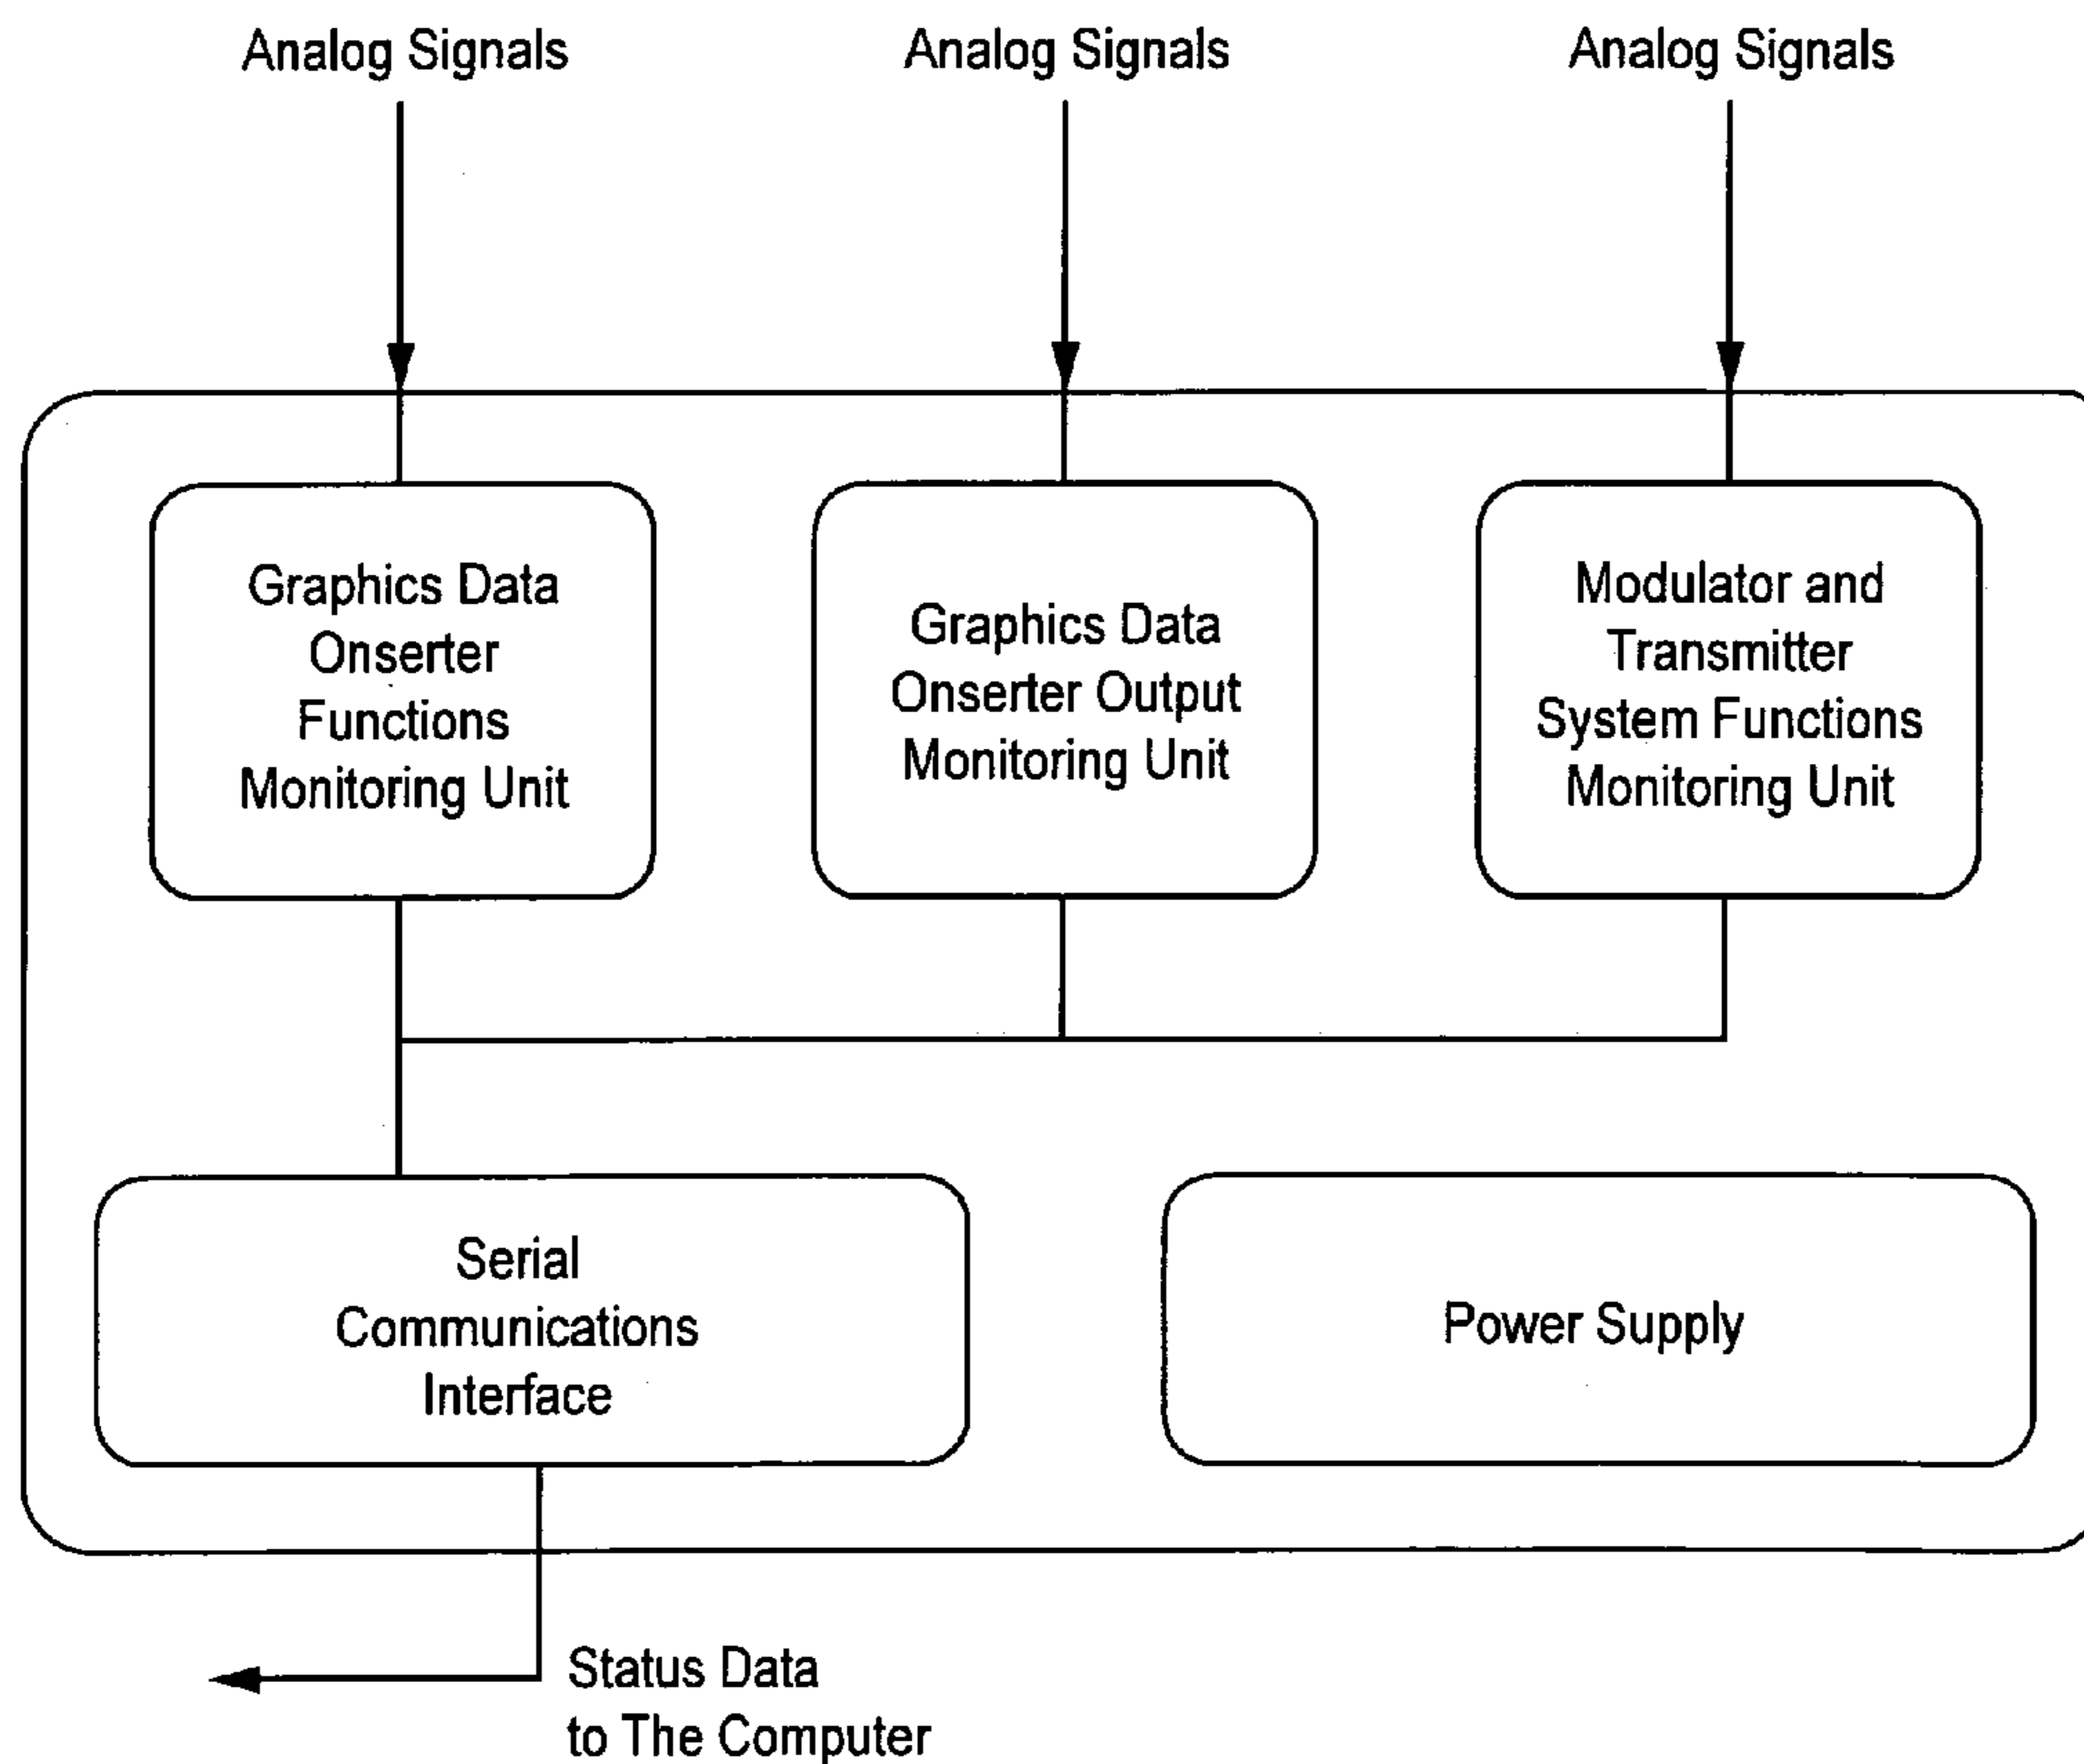 Analog Signals
Analog Signals
Analog Signals
Graphics Data
Onserter
Functions
Monitoring Unit
Graphics Data
Onserter Output
Monitoring Unit
Modulator and
Transmitter
System Functions
Monitoring Unit
Serial
Communications
Interface
Power Supply
Status Data
to The Computer